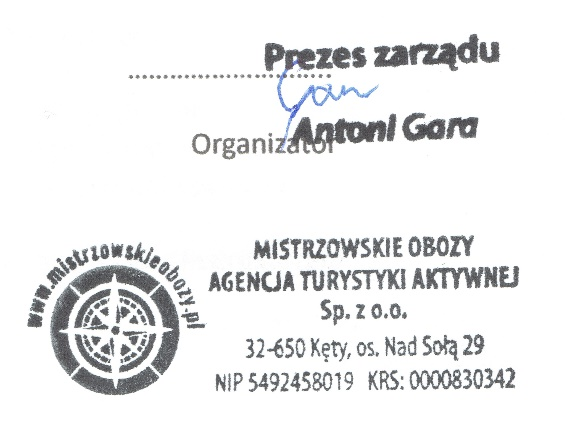 Prezes zarządu
Gar
Antoni Gara
Organizator
www.mistrzowskieobozy.pl
MISTRZOWSKIE OBOZY
AGENCJA TURYSTYKI AKTYWNEJ
Sp. z o.o.
32-650 Kęty, os. Nad Sołą 29
NIP 5492458019 KRS: 0000830342